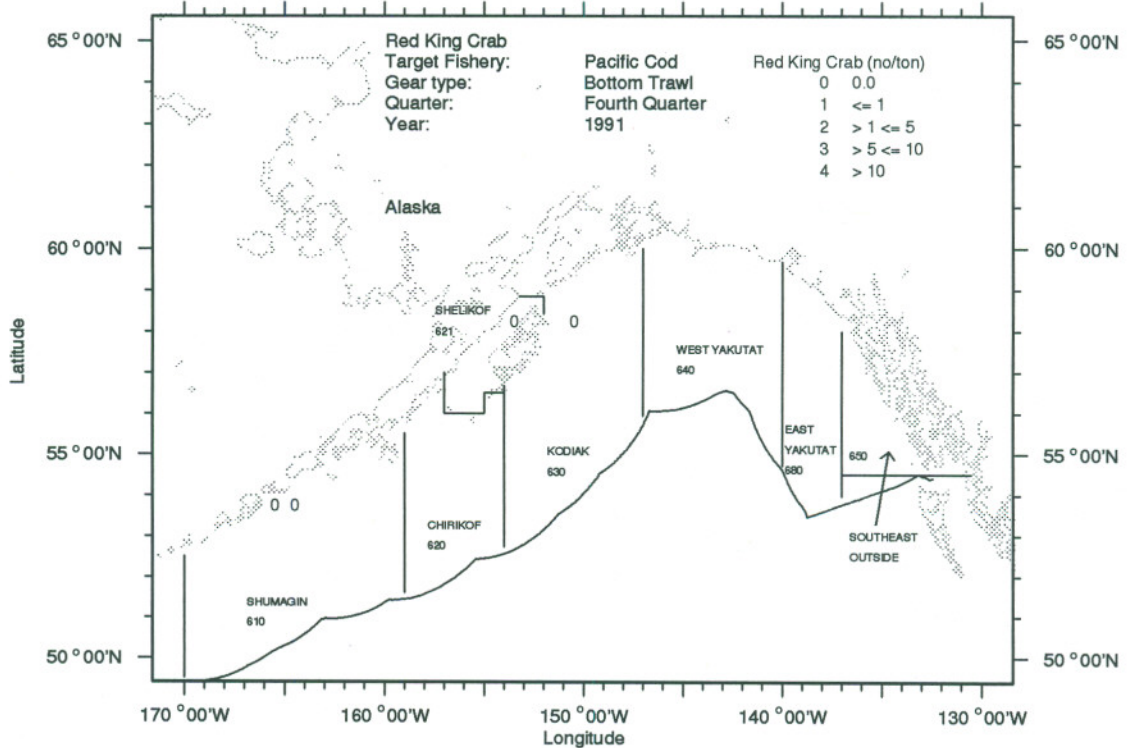 65 °00'N
65 °00'N
Red King Crab
Target Fishery: Pacific Cod
Gear type: Bottom Trawl
Quarter: Fourth Quarter
Year: 1991
Red King Crab (no/ton)
0 0.0
1 <= 1
2 > 1 <= 5
3 > 5 <= 10
4 > 10
Alaska
60 °00'N
60 °00'N
SHELIKOF
621
0
0
WEST YAKUTAT
640
EAST
YAKUTAT
680
650
KODIAK
630
55 °00'N
55 °00'N
0 0
CHIRIKOF
620
SOUTHEAST
OUTSIDE
SHUMAGIN
610
50 °00'N
50 °00'N
Latitude
170 °00'W
160 °00'W
150 °00'W
140 °00'W
130 °00'W
Longitude